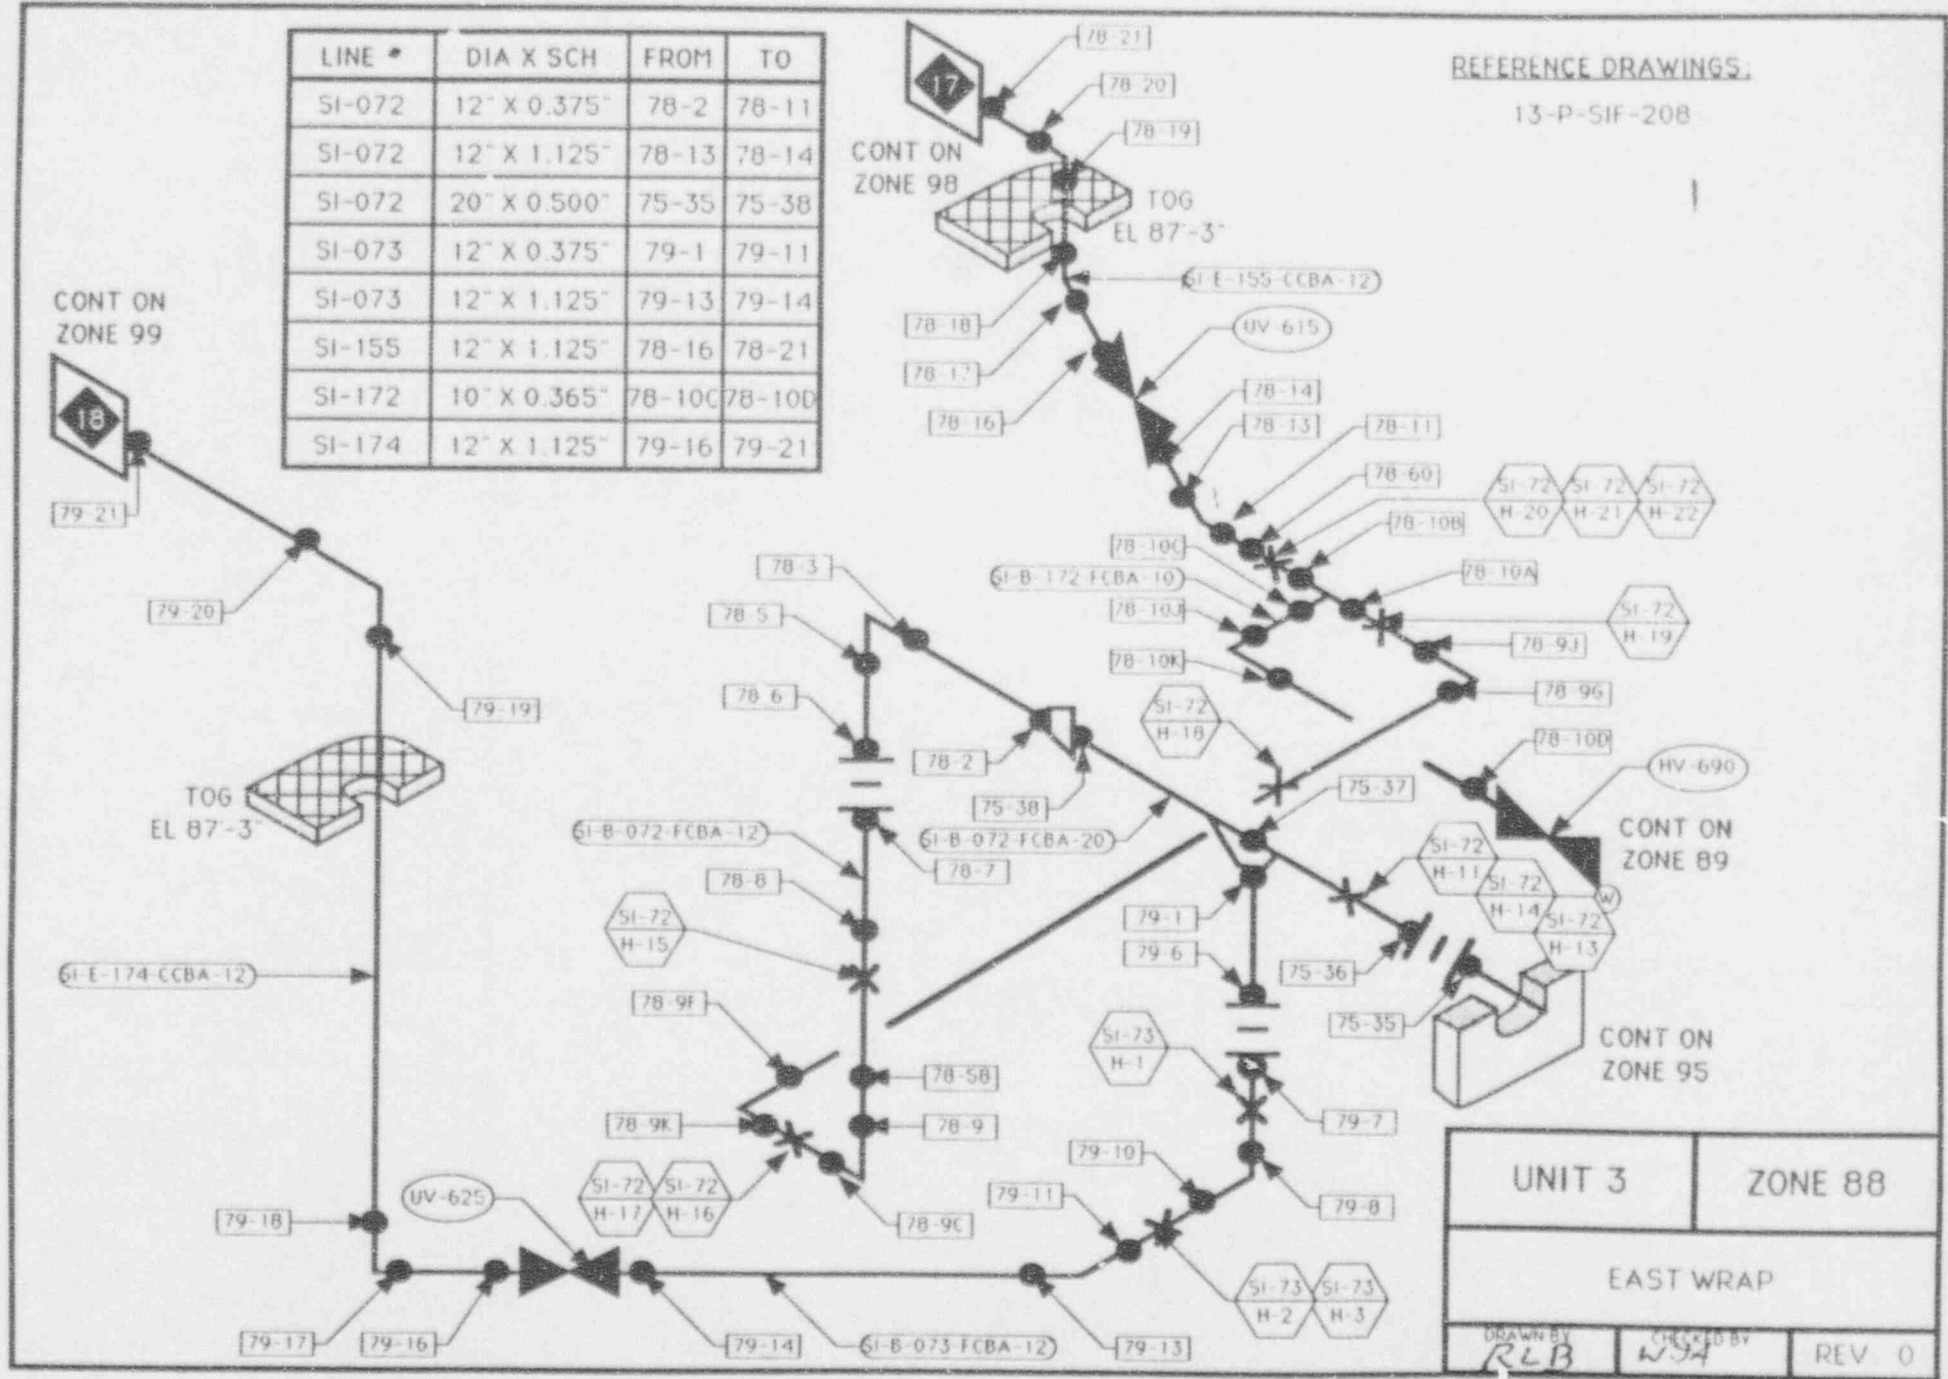 LINE # DIA X SCH FROM TO
SI-072 12" X 0.375" 78-2 78-11
SI-072 12" X 1.125" 78-13 78-14
SI-072 20" X 0.500" 75-35 75-38
SI-073 12" X 0.375" 79-1 79-11
SI-073 12" X 1.125" 79-13 79-14
SI-155 12" X 1.125" 78-16 78-21
SI-172 10" X 0.365" 78-10C 78-10D
SI-174 12" X 1.125" 79-16 79-21
REFERENCE DRAWINGS:
13-P-SIF-208
17
CONT ON
ZONE 98
78-21
78-20
78-19
TOG
EL 87'-3"
SI-E-155-CCBA-12
78-18
UV-615
78-17
78-16
78-14
78-13
78-11
78-60
SI-72
H-20
SI-72
H-21
SI-72
H-22
78-10B
78-10C
78-10A
SI-B-172-FCBA-10
78-10J
SI-72
H-19
78-9J
78-10K
78-9G
SI-72
H-18
78-10D
HV-690
CONT ON
ZONE 89
CONT ON
ZONE 99
18
79-21
79-20
79-19
TOG
EL 87'-3"
SI-E-174-CCBA-12
79-18
79-17
79-16
UV-625
79-14
SI-B-073-FCBA-12
79-13
78-3
78-5
78-6
78-2
75-38
75-37
SI-B-072-FCBA-12
SI-B-072-FCBA-20
78-7
78-8
SI-72
H-15
78-9F
78-58
78-9K
78-9
SI-72
H-17
SI-72
H-16
78-9C
79-1
79-6
SI-72
H-11
SI-72
H-14
SI-72
H-13
W
75-36
75-35
CONT ON
ZONE 95
SI-73
H-1
79-7
79-10
79-11
79-8
SI-73
H-2
SI-73
H-3
UNIT 3 ZONE 88
EAST WRAP
DRAWN BY
RLB
CHECKED BY
REV 0